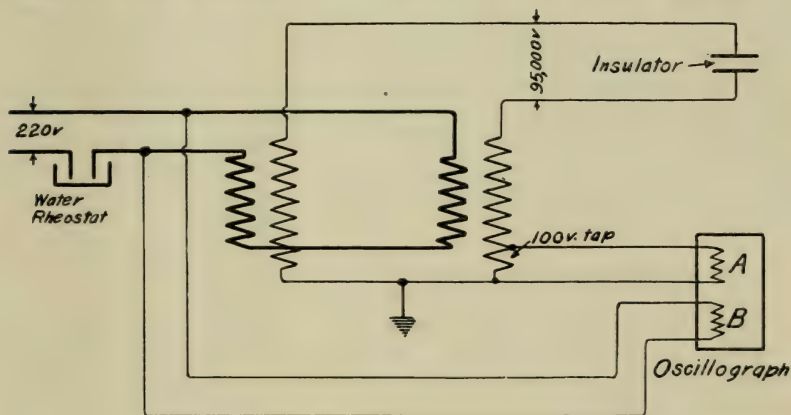 95,000v
Insulator
220v
Water
Rheostat
100v. tap
A
B
Oscillograph